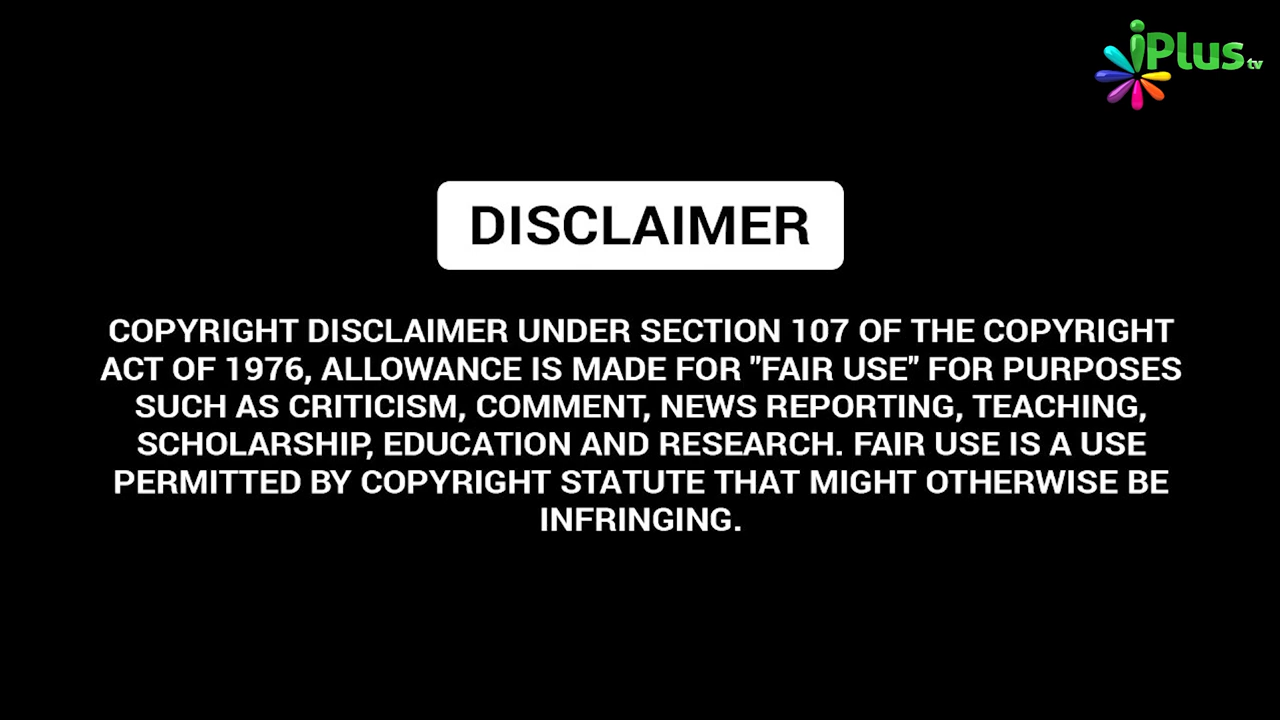 iPlus tv
DISCLAIMER
COPYRIGHT DISCLAIMER UNDER SECTION 107 OF THE COPYRIGHT
ACT OF 1976, ALLOWANCE IS MADE FOR "FAIR USE" FOR PURPOSES
SUCH AS CRITICISM, COMMENT, NEWS REPORTING, TEACHING,
SCHOLARSHIP, EDUCATION AND RESEARCH. FAIR USE IS A USE
PERMITTED BY COPYRIGHT STATUTE THAT MIGHT OTHERWISE BE
INFRINGING.